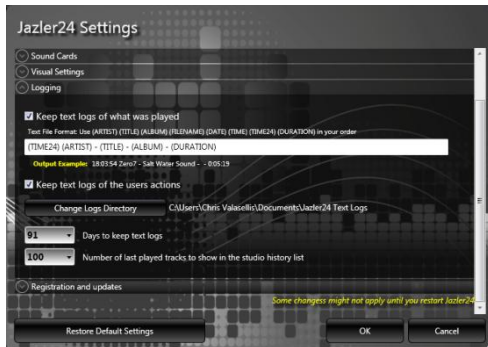 Jazler24 Settings
Sound Cards
Visual Settings
Logging
Keep text logs of what was played
Text File Format: Use (ARTIST) (TITLE) (ALBUM) (FILENAME) (DATE) (TIME) (TIME24) (DURATION) in your order
(TIME24) (ARTIST) - (TITLE) - (ALBUM) - (DURATION)
Output Example: 18:03:54 Zero7 - Salt Water Sound - - 0:05:19
Keep text logs of the users actions
Change Logs Directory C:\Users\Chris Valasellis\Documents\Jazler24 Text Logs
91 Days to keep text logs
100 Number of last played tracks to show in the studio history list
Registration and updates
Some changess might not apply until you restart Jazler24
Restore Default Settings OK Cancel